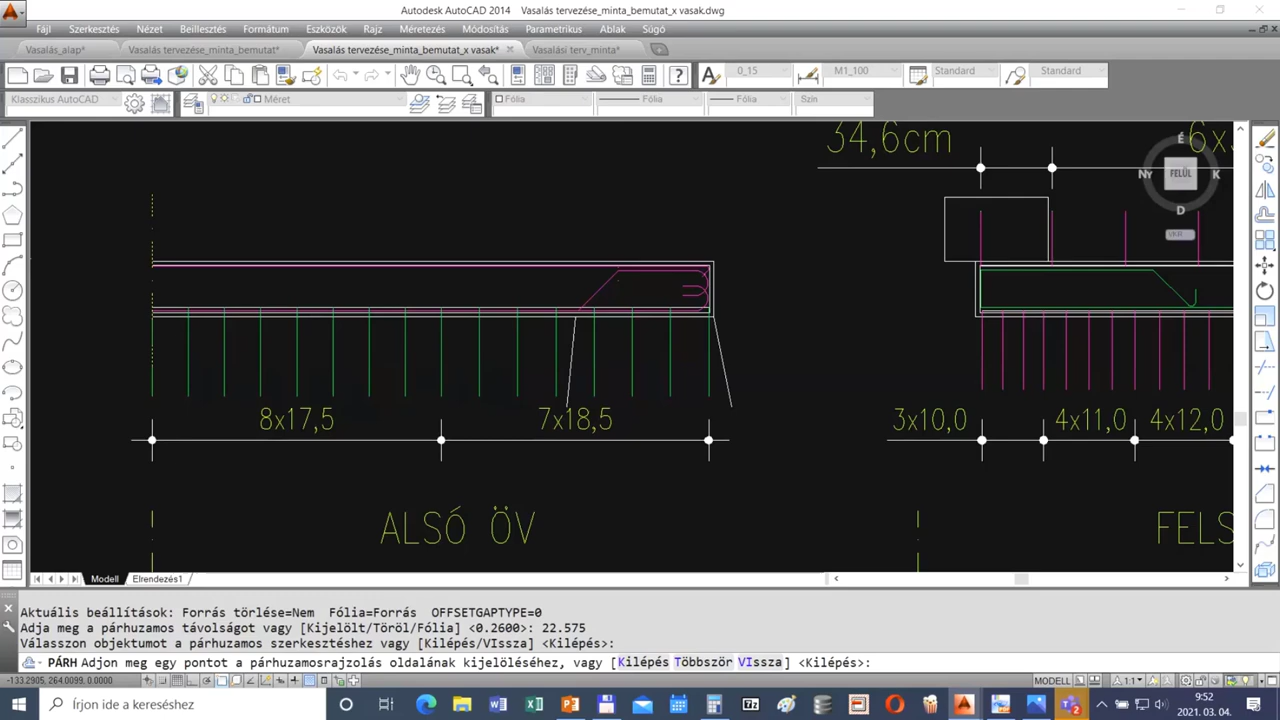 Autodesk AutoCAD 2014 Vasalás tervezése_minta_bemutat_x vasak.dwg
Fájl Szerkesztés Nézet Beillesztés Formátum Eszközök Rajz Méretezés Módosítás Parametrikus Ablak Súgó
Vasalás_alap* Vasalás tervezése_minta_bemutat* Vasalás tervezése_minta_bemutat_x vasak* Vasalási terv_minta*
0_15 M1_100 Standard Standard
Klasszikus AutoCAD Méret Fólia Fólia Fólia Szín
34,6cm
É
NY FELÜL K
D
VKR
8x17,5 7x18,5 3x10,0 4x11,0 4x12,0
ALSÓ ÖV FELS
Modell Elrendezés1
Aktuális beállítások: Forrás törlése=Nem Fólia=Forrás OFFSETGAPTYPE=0
Adja meg a párhuzamos távolságot vagy [Kijelölt/Töröl/Fólia] <0.2600>: 22.575
Válasszon objektumot a párhuzamos szerkesztéshez vagy [Kilépés/VIssza] <Kilépés>:
PÁRH Adjon meg egy pontot a párhuzamosrajzolás oldalának kijelöléséhez, vagy [Kilépés Többször VIssza] <Kilépés>:
-133.2905, 264.0099, 0.0000 MODELL 1:1
Írjon ide a kereséshez 9:52
2021. 03. 04.